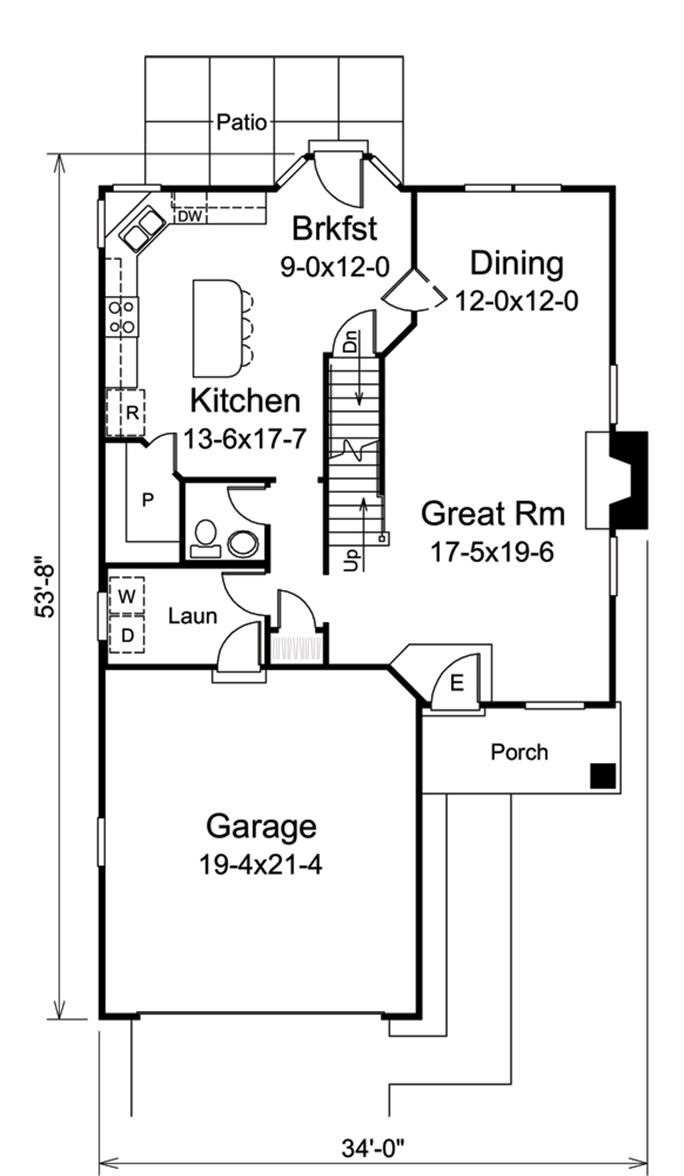 Patio
DW
Brkfst
9-0x12-0
Dining
12-0x12-0
Dn
Kitchen
13-6x17-7
R
P
Great Rm
17-5x19-6
Up
53'-8"
W
D
Laun
E
Porch
Garage
19-4x21-4
34'-0"